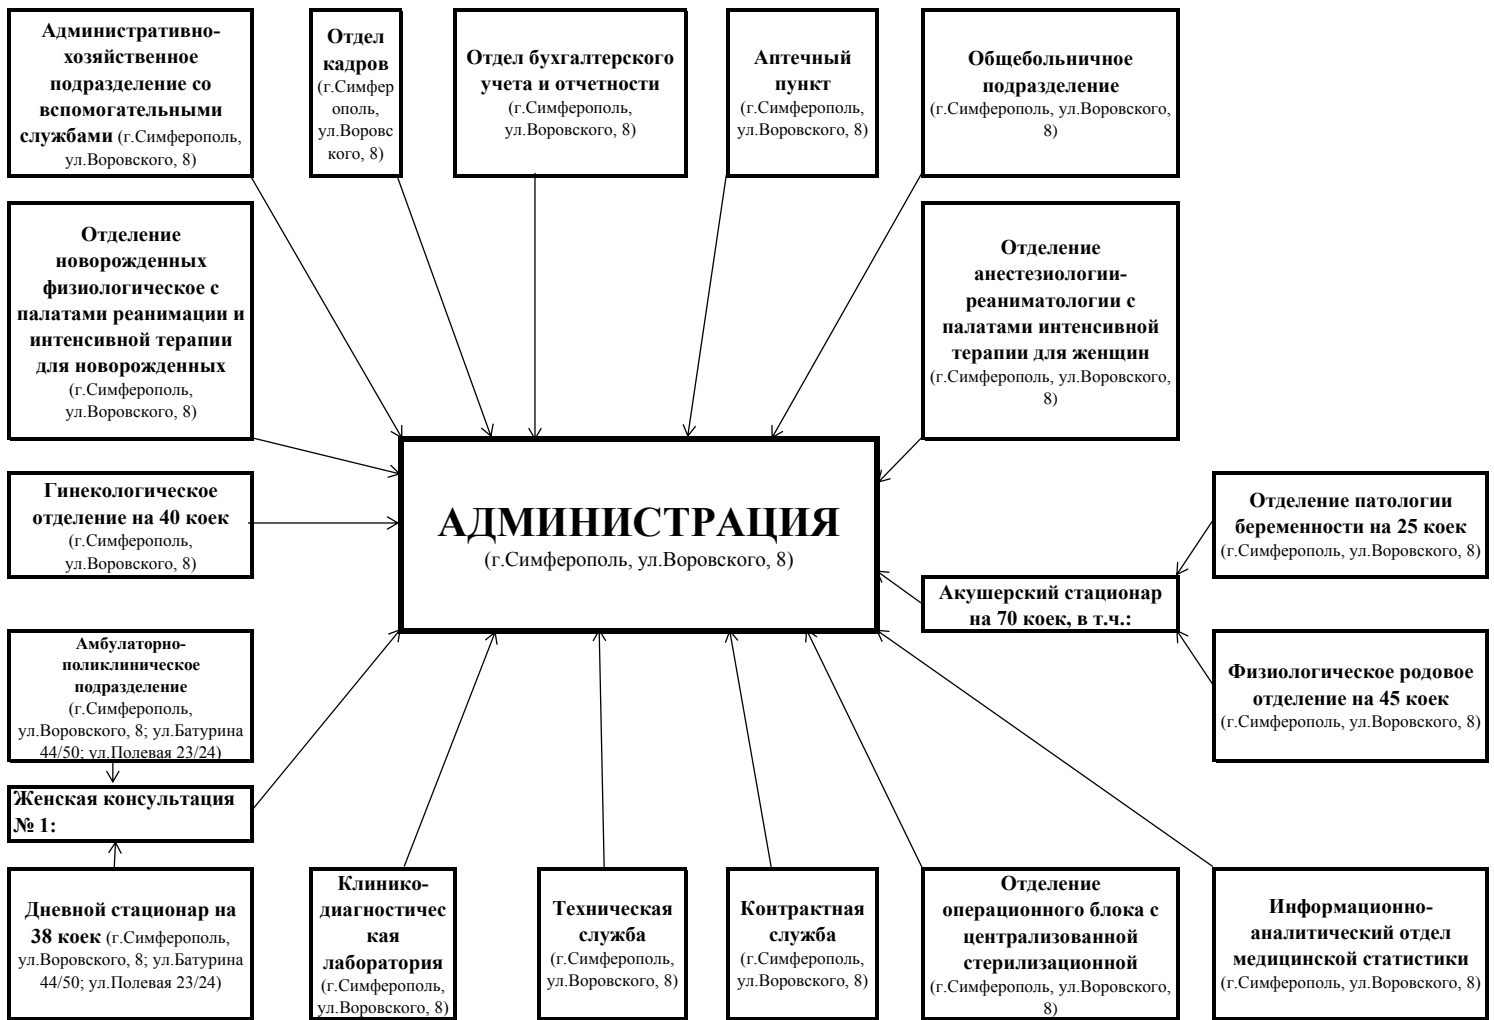 Административно-
хозяйственное
подразделение со
вспомогательными
службами (г.Симферополь,
ул.Воровского, 8)
Отдел
кадров
(г.Симфер
ополь,
ул.Воровс
кого, 8)
Отдел бухгалтерского
учета и отчетности
(г.Симферополь,
ул.Воровского, 8)
Аптечный
пункт
(г.Симферополь,
ул.Воровского, 8)
Общебольничное
подразделение
(г.Симферополь, ул.Воровского,
8)
Отделение
новорожденных
физиологическое с
палатами реанимации и
интенсивной терапии
для новорожденных
(г.Симферополь,
ул.Воровского, 8)
Отделение
анестезиологии-
реаниматологии с
палатами интенсивной
терапии для женщин
(г.Симферополь, ул.Воровского,
8)
Гинекологическое
отделение на 40 коек
(г.Симферополь,
ул.Воровского, 8)
АДМИНИСТРАЦИЯ
(г.Симферополь, ул.Воровского, 8)
Отделение патологии
беременности на 25 коек
(г.Симферополь, ул.Воровского, 8)
Акушерский стационар
на 70 коек, в т.ч.:
Физиологическое родовое
отделение на 45 коек
(г.Симферополь, ул.Воровского, 8)
Амбулаторно-
поликлиническое
подразделение
(г.Симферополь,
ул.Воровского, 8; ул.Батурина
44/50; ул.Полевая 23/24)
Женская консультация
№ 1:
Дневной стационар на
38 коек (г.Симферополь,
ул.Воровского, 8; ул.Батурина
44/50; ул.Полевая 23/24)
Клинико-
диагностичес
кая
лаборатория
(г.Симферополь,
ул.Воровского, 8)
Техническая
служба
(г.Симферополь,
ул.Воровского, 8)
Контрактная
служба
(г.Симферополь,
ул.Воровского, 8)
Отделение
операционного блока с
централизованной
стерилизационной
(г.Симферополь, ул.Воровского,
8)
Информационно-
аналитический отдел
медицинской статистики
(г.Симферополь, ул.Воровского, 8)